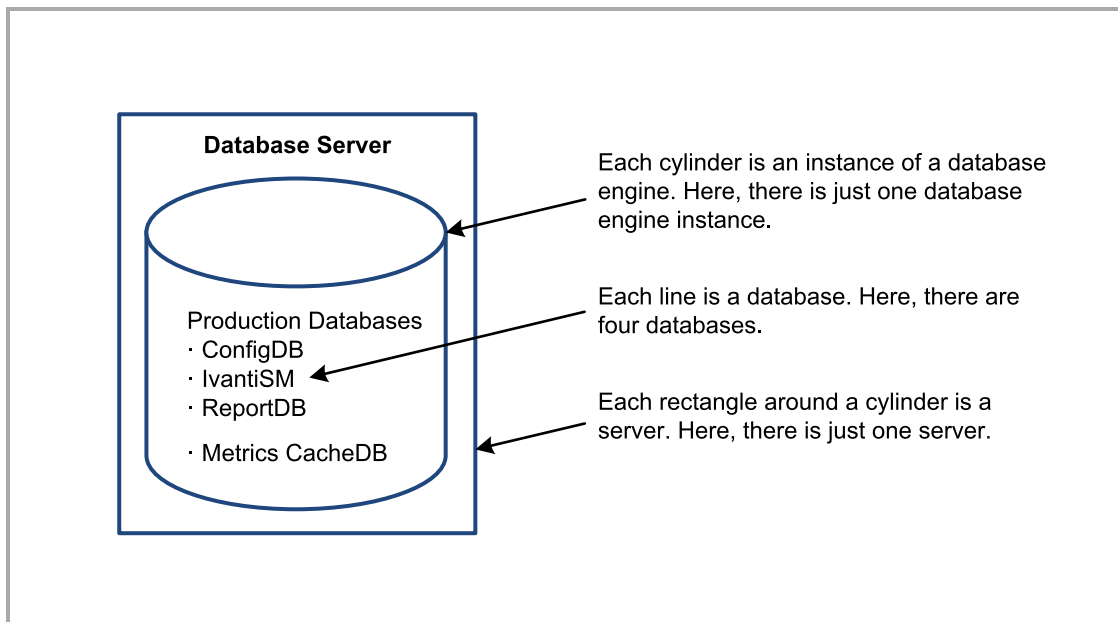 Database Server
Production Databases
· ConfigDB
· IvantiSM
· ReportDB
· Metrics CacheDB
Each cylinder is an instance of a database
engine. Here, there is just one database
engine instance.
Each line is a database. Here, there are
four databases.
Each rectangle around a cylinder is a
server. Here, there is just one server.